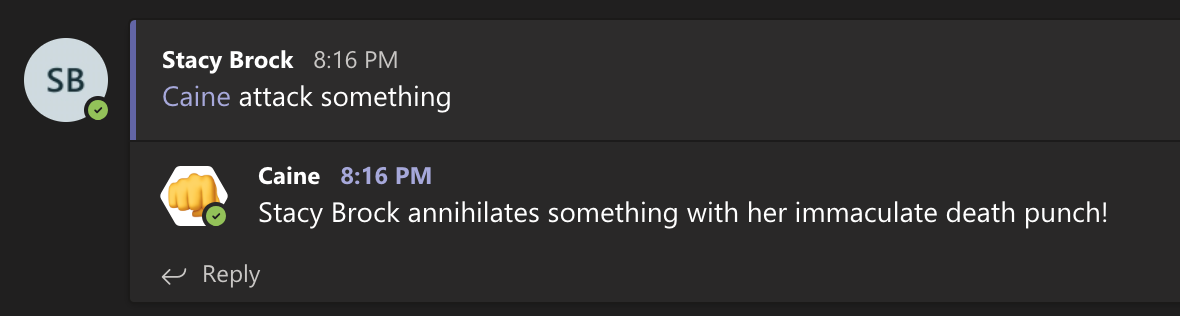 SB
Stacy Brock 8:16 PM
Caine attack something
Caine 8:16 PM
Stacy Brock annihilates something with her immaculate death punch!
Reply